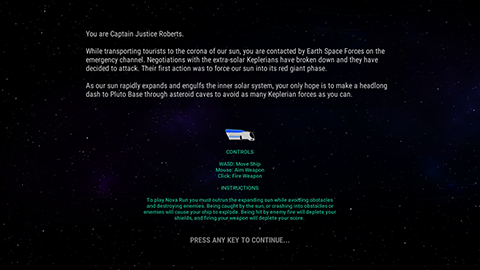 You are Captain Justice Roberts.
While transporting tourists to the corona of our sun, you are contacted by Earth Space Forces on the
emergency channel. Negotiations with the extra-solar Keplerians have broken down and they have
decided to attack. Their first action was to force our sun into its red giant phase.
As our sun rapidly expands and engulfs the inner solar system, your only hope is to make a headlong
dash to Pluto Base through asteroid caves to avoid as many Keplerian forces as you can.
CONTROLS:
WASD: Move Ship
Mouse: Aim Weapon
Click: Fire Weapon
INSTRUCTIONS
To play Nova Run you must outrun the expanding sun while avoiding obstacles
and destroying enemies. Being caught by the sun, or crashing into obstacles or
enemies will cause your ship to explode. Being hit by enemy fire will deplete your
shields, and firing your weapon will deplete your score.
PRESS ANY KEY TO CONTINUE...